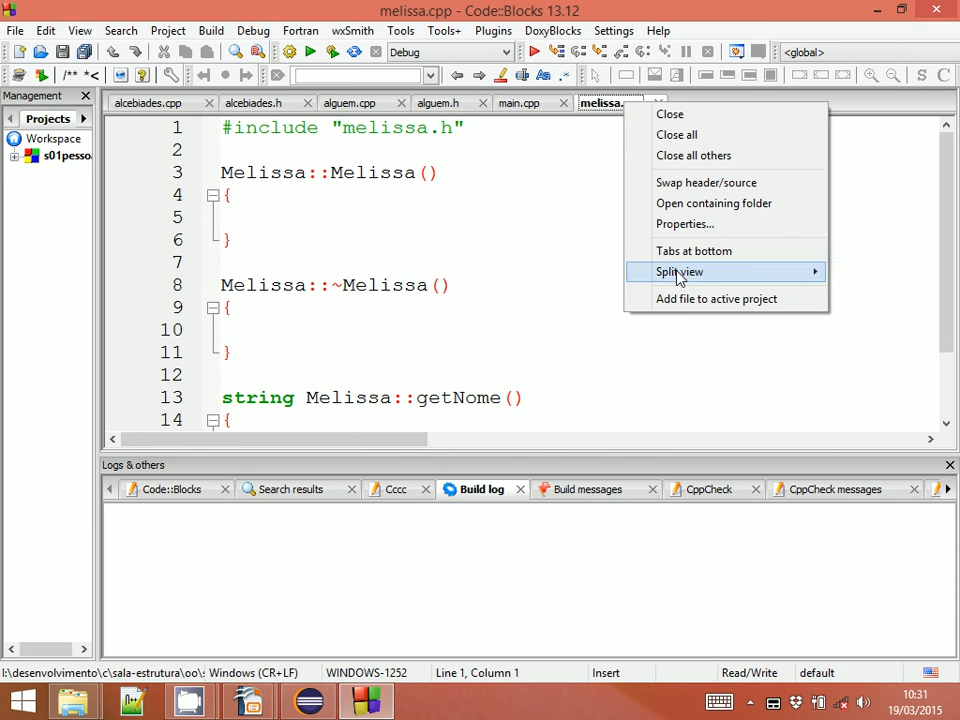 melissa.cpp - Code::Blocks 13.12
File Edit View Search Project Build Debug Fortran wxSmith Tools Tools+ Plugins DoxyBlocks Settings Help
Debug <global>
/** *<
Aa .* S C
Management alcebiades.cpp alcebiades.h alguem.cpp alguem.h main.cpp melissa.
Projects
Workspace
s01pesso
1 #include "melissa.h"
2
3 Melissa::Melissa()
4 {
5
6 }
7
8 Melissa::~Melissa()
9 {
10
11 }
12
13 string Melissa::getNome()
14 {
Close
Close all
Close all others
Swap header/source
Open containing folder
Properties...
Tabs at bottom
Split view
Add file to active project
Logs & others
Code::Blocks Search results Cccc Build log Build messages CppCheck CppCheck messages
I:\desenvolvimento\c\sala-estrutura\oo\s Windows (CR+LF) WINDOWS-1252 Line 1, Column 1 Insert Read/Write default
10:31
19/03/2015